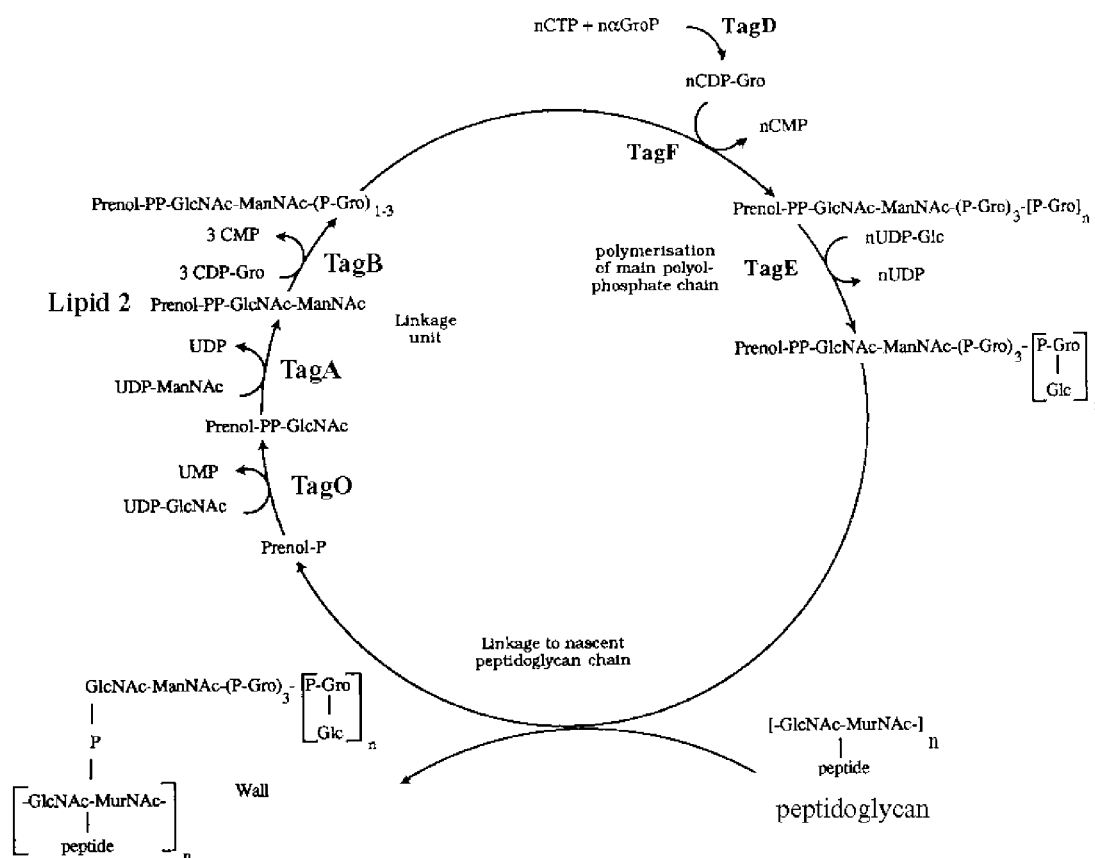 nCTP + nαGroP
TagD
nCDP-Gro
nCMP
TagF
Prenol-PP-GlcNAc-ManNAc-(P-Gro)1-3
Prenol-PP-GlcNAc-ManNAc-(P-Gro)3-[P-Gro]n
3 CMP
TagB
3 CDP-Gro
polymerisation
of main polyol-
phosphate chain
TagE
nUDP-Glc
nUDP
Lipid 2
Prenol-PP-GlcNAc-ManNAc
Linkage
unit
UDP
TagA
UDP-ManNAc
Prenol-PP-GlcNAc-ManNAc-(P-Gro)3-[P-Gro
Glc]
Prenol-PP-GlcNAc
UMP
TagO
UDP-GlcNAc
Prenol-P
Linkage to nascent
peptidoglycan chain
GlcNAc-ManNAc-(P-Gro)3-[P-Gro
Glc]n
P
Wall
[-GlcNAc-MurNAc-]
peptide
n
[-GlcNAc-MurNAc-]n
peptide
peptidoglycan